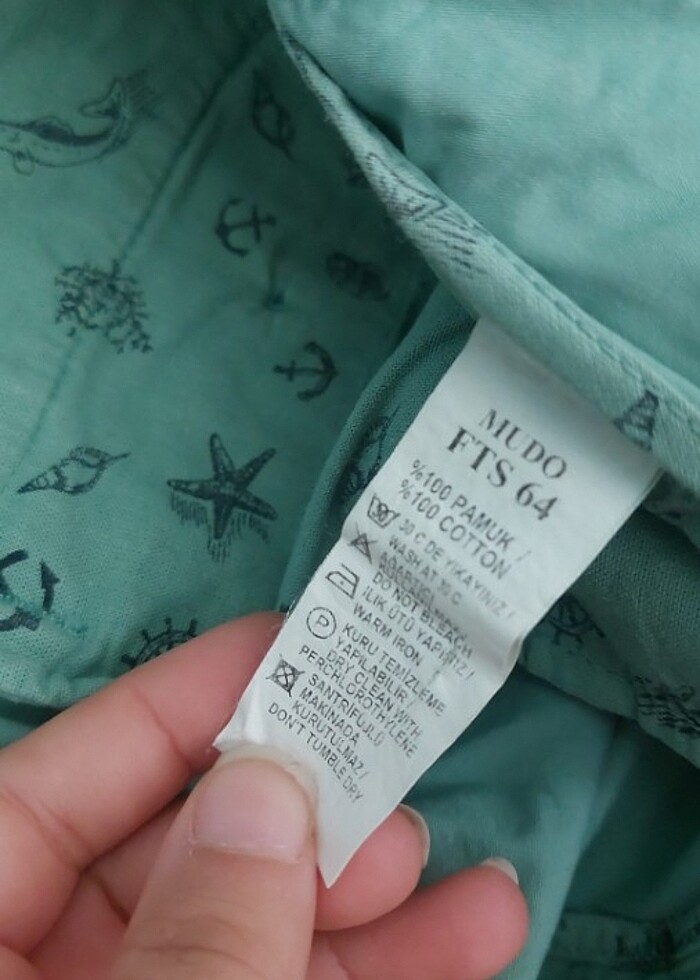 MUDO
FTS 64
%100 PAMUK /
%100 COTTON
30 C DE YIKAYINIZ /
WASH AT 30 C
AĞARTICI
DO NOT BLEACH
ILIK ÜTÜ YAPINIZ /
WARM IRON
P
KURU TEMİZLEME
YAPILABİLİR /
DRY CLEAN WITH
PERCHLOROTHYLENE
SANTRİFÜJLÜ
MAKİNADA
KURUTULMAZ /
DON'T TUMBLE DRY